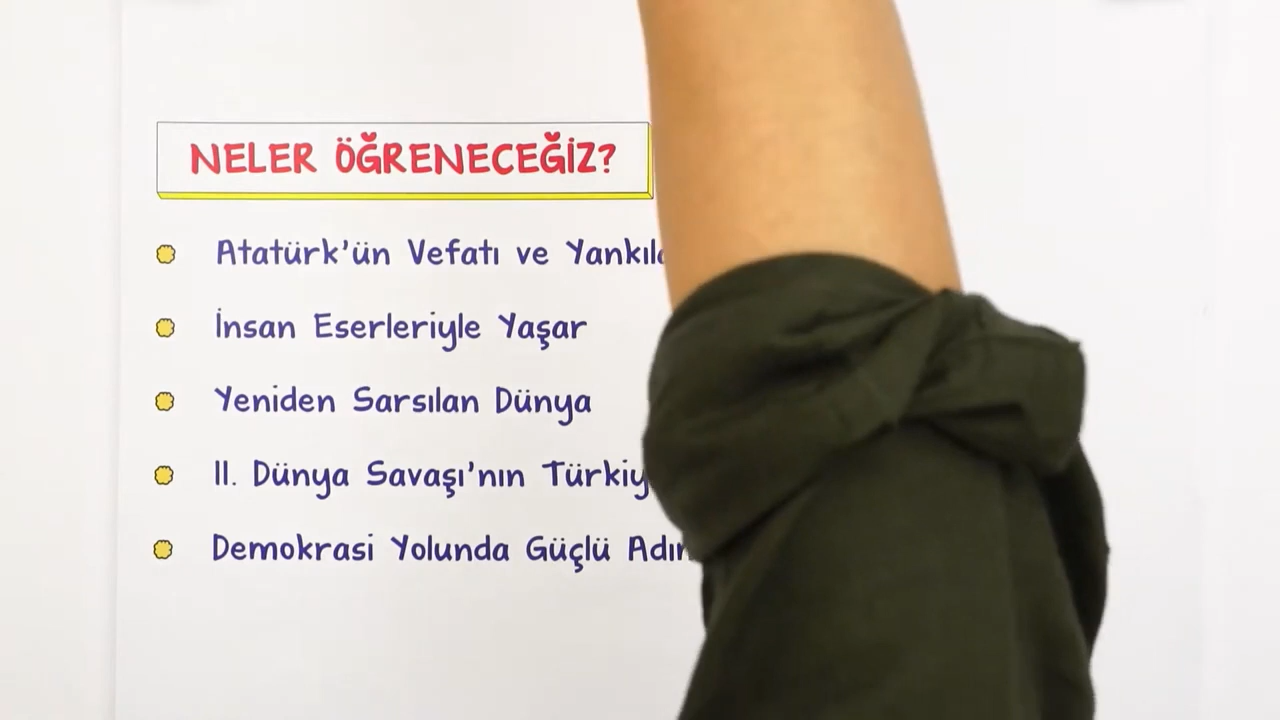 NELER ÖĞRENECEĞİZ?
Atatürk'ün Vefatı ve
İnsan Eserleriyle Yaşar
Yeniden Sarsılan Dünya
II. Dünya Savaşı'nın
Demokrasi Yolunda Güçlü